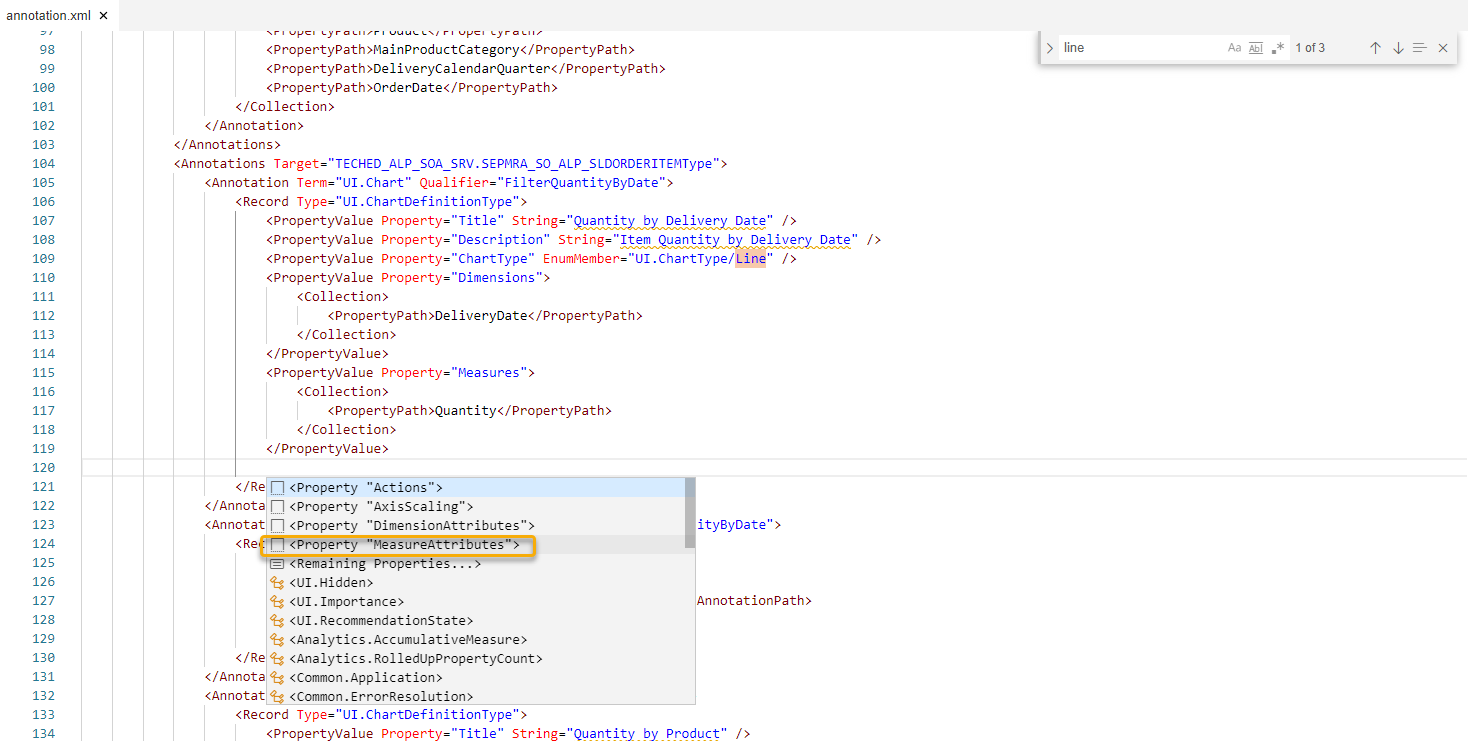 annotation.xml ×
line Aa Abl .* 1 of 3
97 <PropertyPath>Product</PropertyPath>
98 <PropertyPath>MainProductCategory</PropertyPath>
99 <PropertyPath>DeliveryCalendarQuarter</PropertyPath>
100 <PropertyPath>OrderDate</PropertyPath>
101 </Collection>
102 </Annotation>
103 </Annotations>
104 <Annotations Target="TECHED_ALP_SOA_SRV.SEPMRA_SO_ALP_SLDORDERITEMType">
105 <Annotation Term="UI.Chart" Qualifier="FilterQuantityByDate">
106 <Record Type="UI.ChartDefinitionType">
107 <PropertyValue Property="Title" String="Quantity by Delivery Date" />
108 <PropertyValue Property="Description" String="Item Quantity by Delivery Date" />
109 <PropertyValue Property="ChartType" EnumMember="UI.ChartType/Line" />
110 <PropertyValue Property="Dimensions">
111 <Collection>
112 <PropertyPath>DeliveryDate</PropertyPath>
113 </Collection>
114 </PropertyValue>
115 <PropertyValue Property="Measures">
116 <Collection>
117 <PropertyPath>Quantity</PropertyPath>
118 </Collection>
119 </PropertyValue>
120
121 </Re <Property "Actions">
122 </Annota <Property "AxisScaling">
123 <Annotat <Property "DimensionAttributes"> ityByDate">
124 <Rec <Property "MeasureAttributes">
125 <Remaining Properties...>
126 <UI.Hidden>
127 <UI.Importance> AnnotationPath>
128 <UI.RecommendationState>
129 <Analytics.AccumulativeMeasure>
130 </Re <Analytics.RolledUpPropertyCount>
131 </Annota <Common.Application>
132 <Annotat <Common.ErrorResolution>
133 <Record Type="UI.ChartDefinitionType">
134 <PropertyValue Property="Title" String="Quantity by Product" />